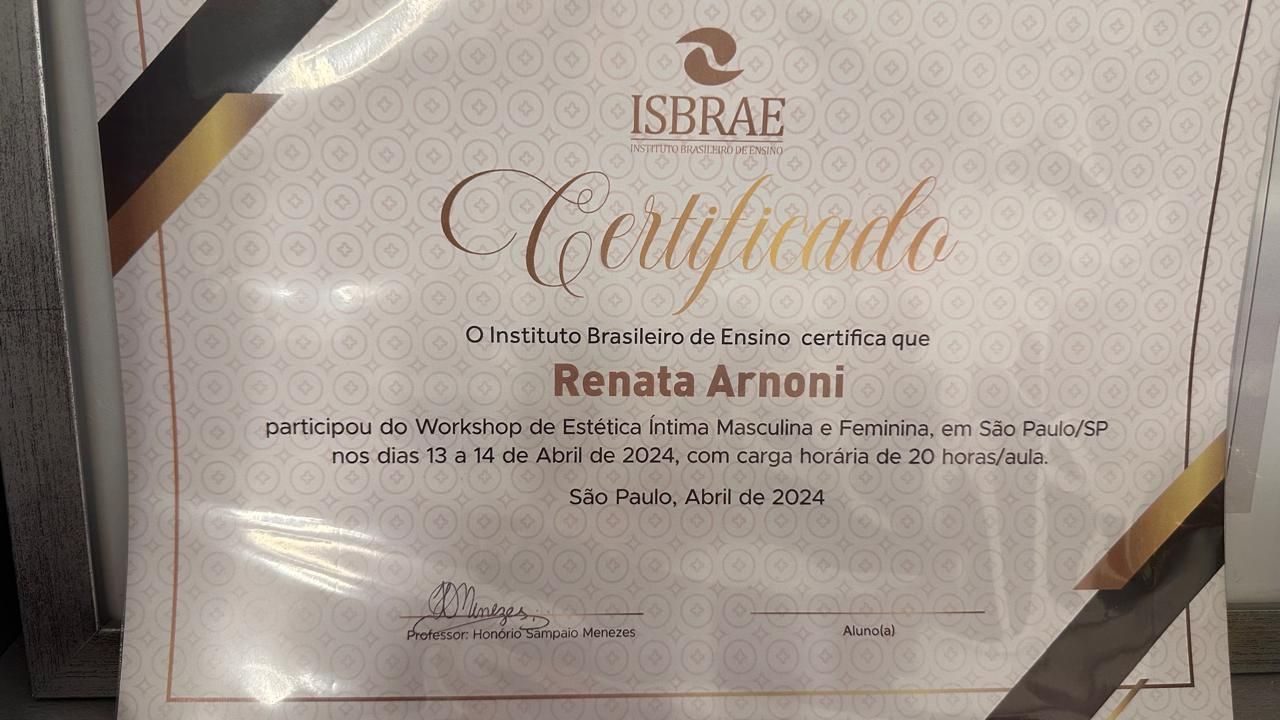 ISBRAE
INSTITUTO BRASILEIRO DE ENSINO
Certificado
O Instituto Brasileiro de Ensino certifica que
Renata Arnoni
participou do Workshop de Estética Íntima Masculina e Feminina, em São Paulo/SP
nos dias 13 a 14 de Abril de 2024, com carga horária de 20 horas/aula.
São Paulo, Abril de 2024
Menezes
Professor: Honório Sampaio Menezes
Aluno(a)